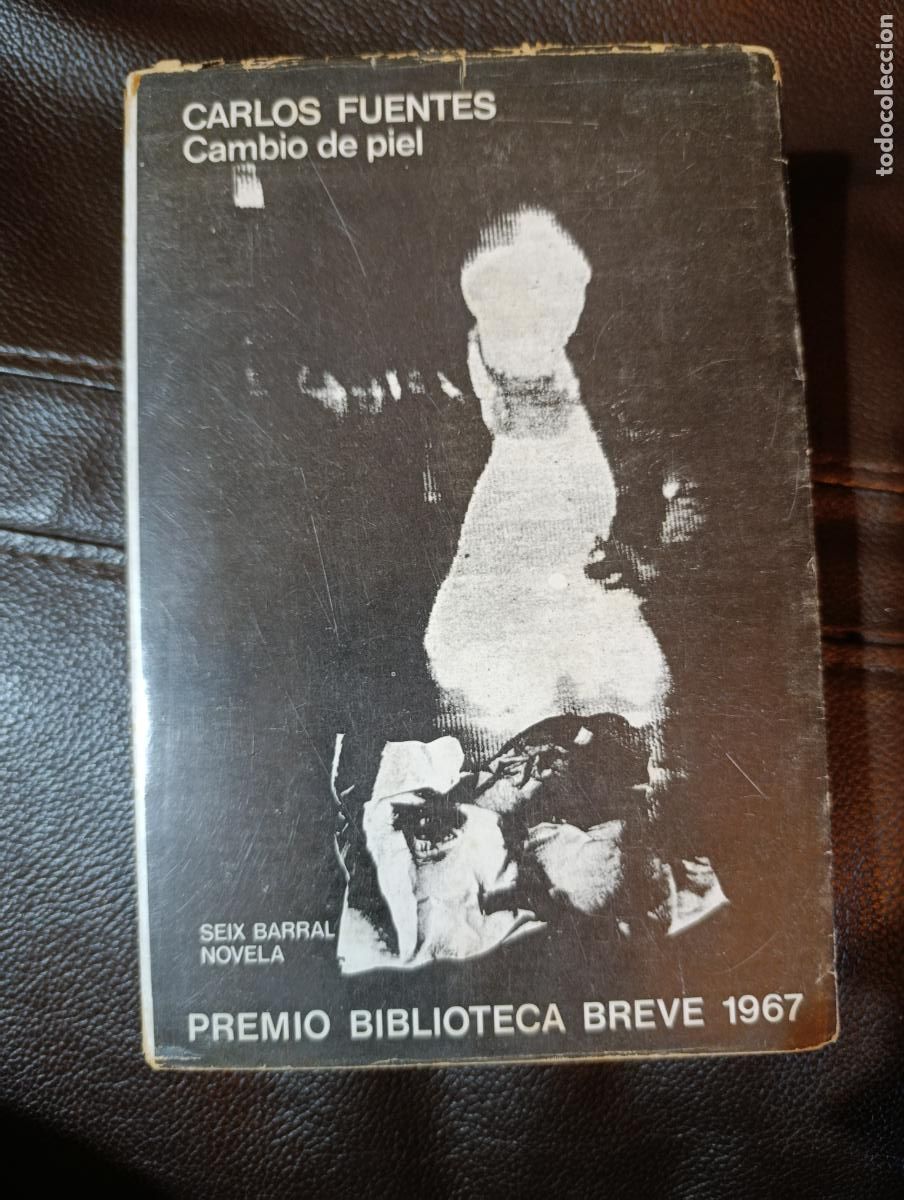 CARLOS FUENTES
Cambio de piel
SEIX BARRAL
NOVELA
PREMIO BIBLIOTECA BREVE 1967
todocoleccion